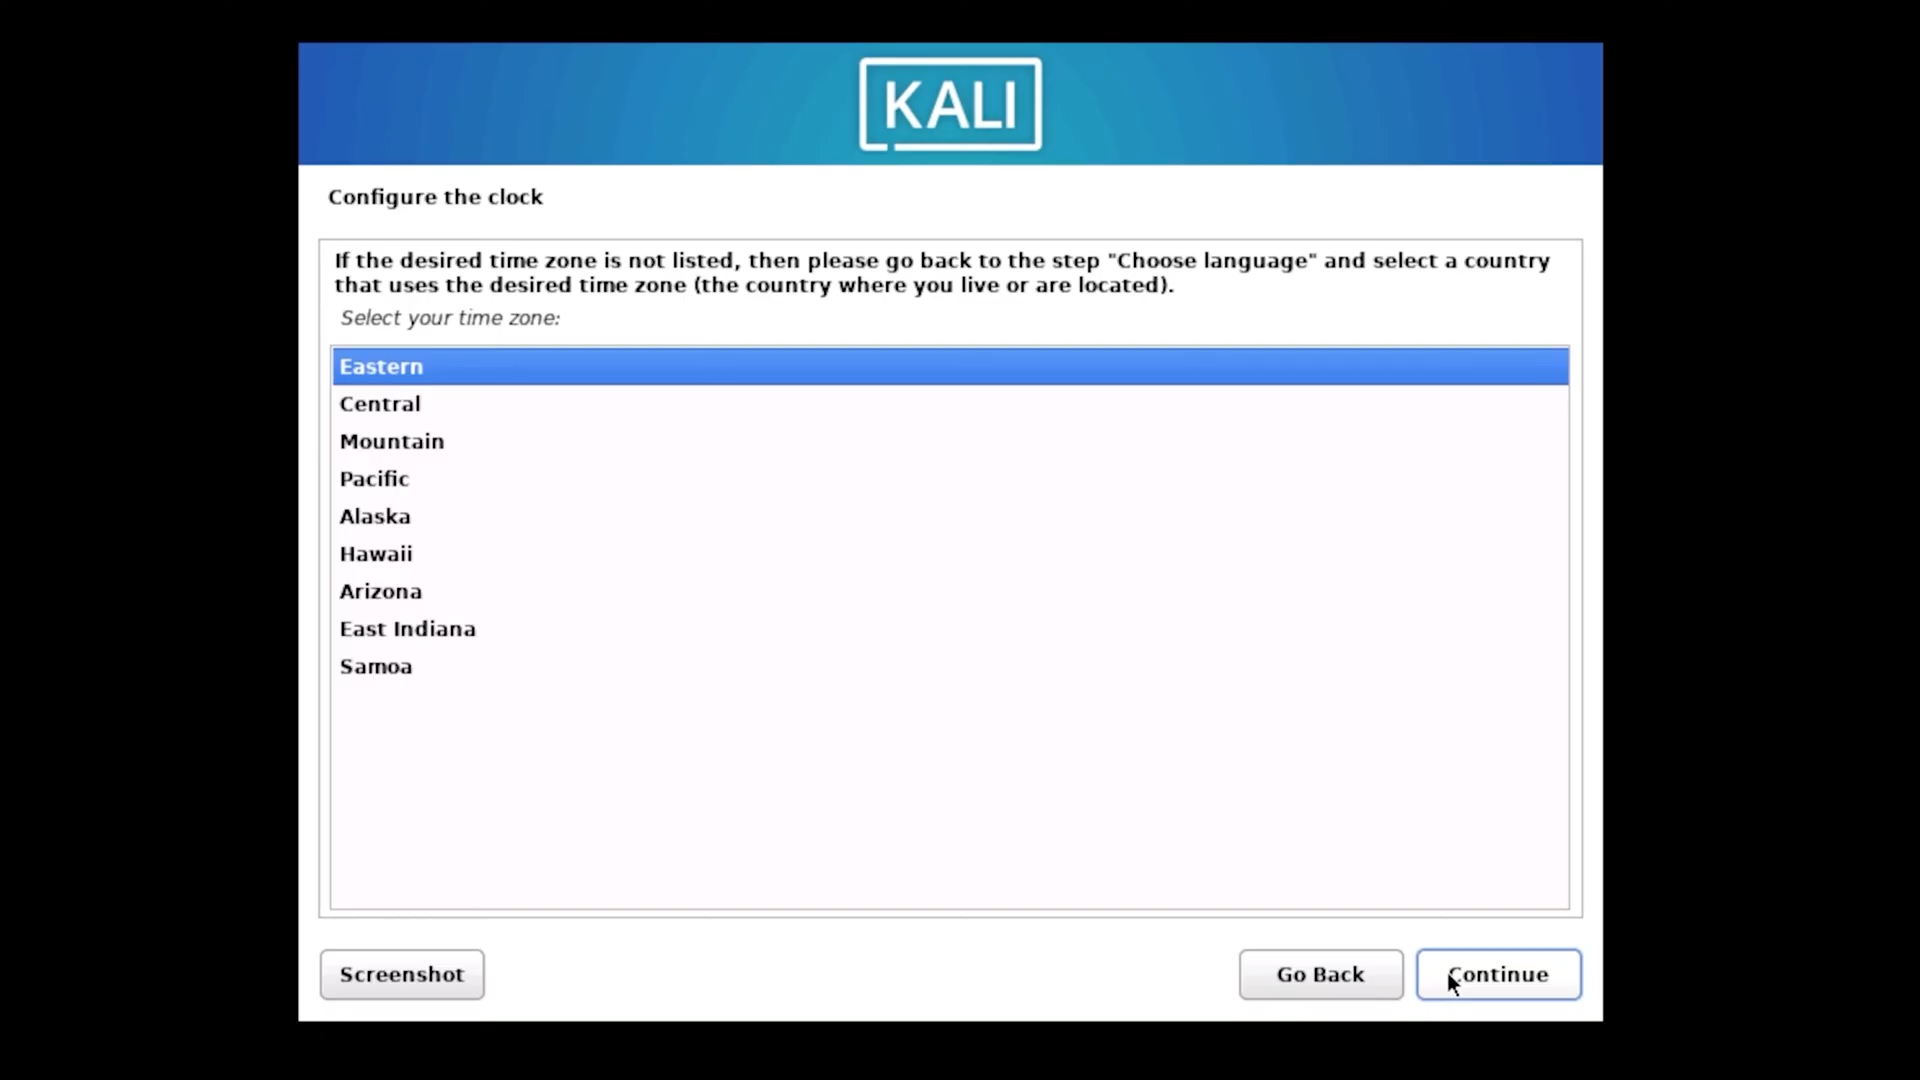 KALI
Configure the clock
If the desired time zone is not listed, then please go back to the step "Choose language" and select a country
that uses the desired time zone (the country where you live or are located).
Select your time zone:
Eastern
Central
Mountain
Pacific
Alaska
Hawaii
Arizona
East Indiana
Samoa
Screenshot
Go Back
Continue